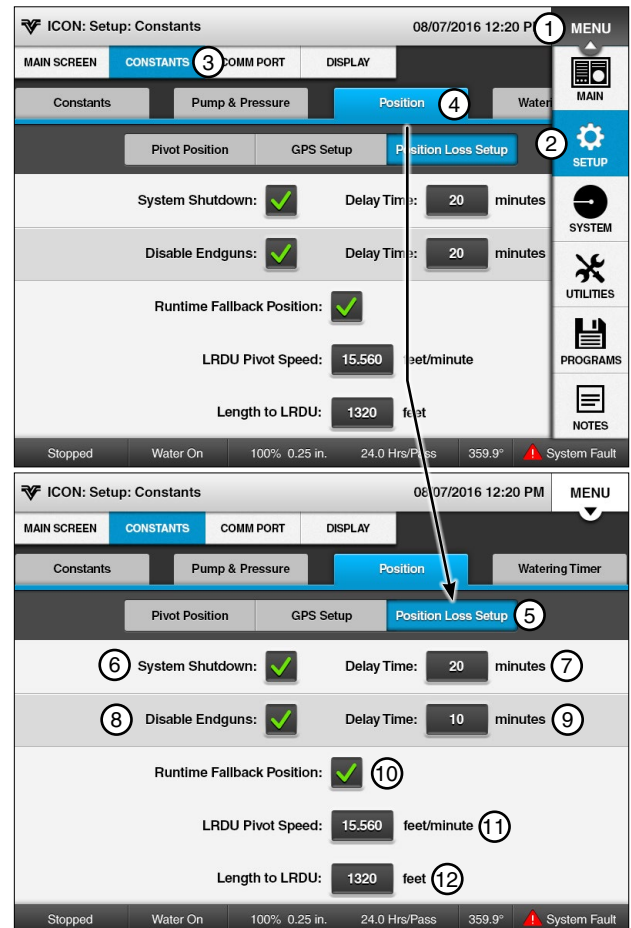 ICON: Setup: Constants 08/07/2016 12:20 P 1 MENU
MAIN SCREEN CONSTANTS 3 COMM PORT DISPLAY
MAIN
Constants Pump & Pressure Position 4 Waterin
2 SETUP
Pivot Position GPS Setup Position Loss Setup
System Shutdown: Delay Time: 20 minutes
SYSTEM
Disable Endguns: Delay Time: 20 minutes
UTILITIES
Runtime Fallback Position:
LRDU Pivot Speed: 15.560 feet/minute
PROGRAMS
Length to LRDU: 1320 feet
NOTES
Stopped Water On 100% 0.25 in. 24.0 Hrs/Pass 359.9° System Fault
ICON: Setup: Constants 08/07/2016 12:20 PM MENU
MAIN SCREEN CONSTANTS COMM PORT DISPLAY
Constants Pump & Pressure Position Watering Timer
Pivot Position GPS Setup Position Loss Setup 5
6 System Shutdown: Delay Time: 20 minutes 7
8 Disable Endguns: Delay Time: 10 minutes 9
Runtime Fallback Position: 10
LRDU Pivot Speed: 15.560 feet/minute 11
Length to LRDU: 1320 feet 12
Stopped Water On 100% 0.25 in. 24.0 Hrs/Pass 359.9° System Fault